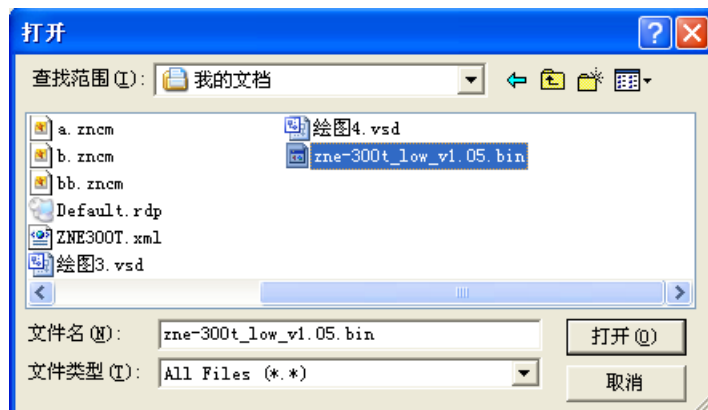 打开
查找范围(I): 我的文档
a.zncm
b.zncm
bb.zncm
Default.rdp
ZNE300T.xml
绘图3.vsd
绘图4.vsd
zne-300t_low_v1.05.bin
文件名(N): zne-300t_low_v1.05.bin 打开(O)
文件类型(T): All Files (*.*) 取消